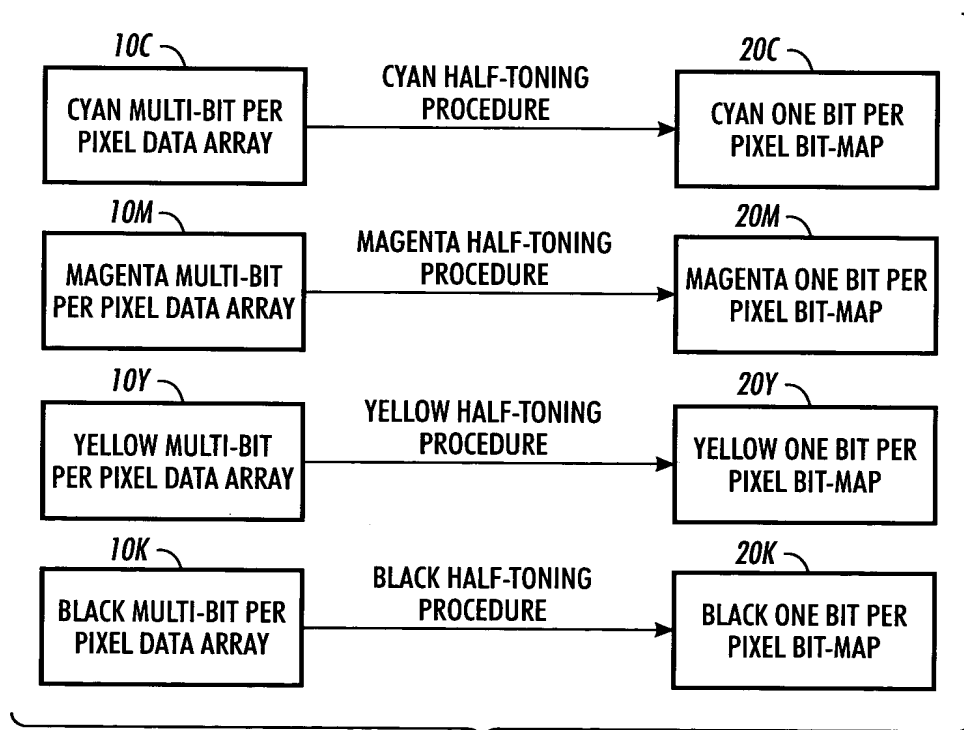 10C
CYAN MULTI-BIT PER
PIXEL DATA ARRAY
CYAN HALF-TONING
PROCEDURE
20C
CYAN ONE BIT PER
PIXEL BIT-MAP
10M
MAGENTA MULTI-BIT
PER PIXEL DATA ARRAY
MAGENTA HALF-TONING
PROCEDURE
20M
MAGENTA ONE BIT PER
PIXEL BIT-MAP
10Y
YELLOW MULTI-BIT
PER PIXEL DATA ARRAY
YELLOW HALF-TONING
PROCEDURE
20Y
YELLOW ONE BIT PER
PIXEL BIT-MAP
10K
BLACK MULTI-BIT PER
PIXEL DATA ARRAY
BLACK HALF-TONING
PROCEDURE
20K
BLACK ONE BIT PER
PIXEL BIT-MAP